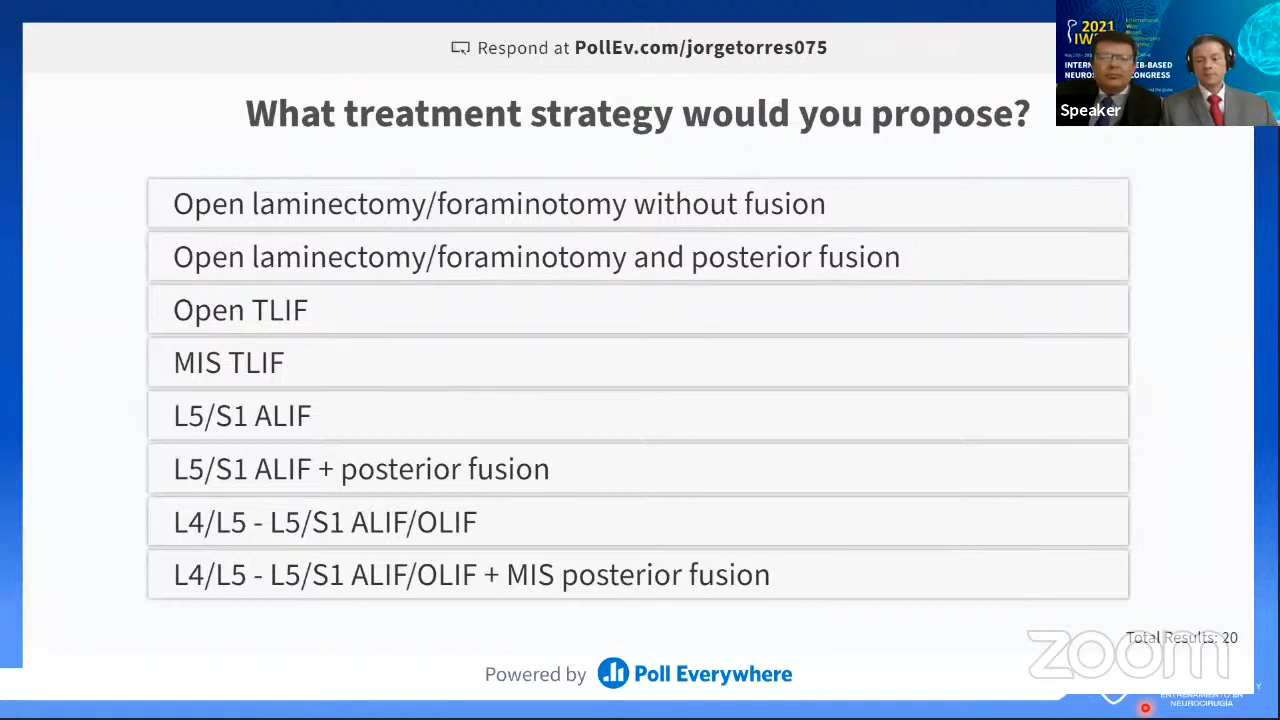 Respond at PollEv.com/jorgetorres075
What treatment strategy would you propose?
Open laminectomy/foraminotomy without fusion
Open laminectomy/foraminotomy and posterior fusion
Open TLIF
MIS TLIF
L5/S1 ALIF
L5/S1 ALIF + posterior fusion
L4/L5 - L5/S1 ALIF/OLIF
L4/L5 - L5/S1 ALIF/OLIF + MIS posterior fusion
Total Results: 20
Powered by Poll Everywhere
zoom
2021
Speaker
ENTRENAMIENTO EN
NEUROCIRUGÍA